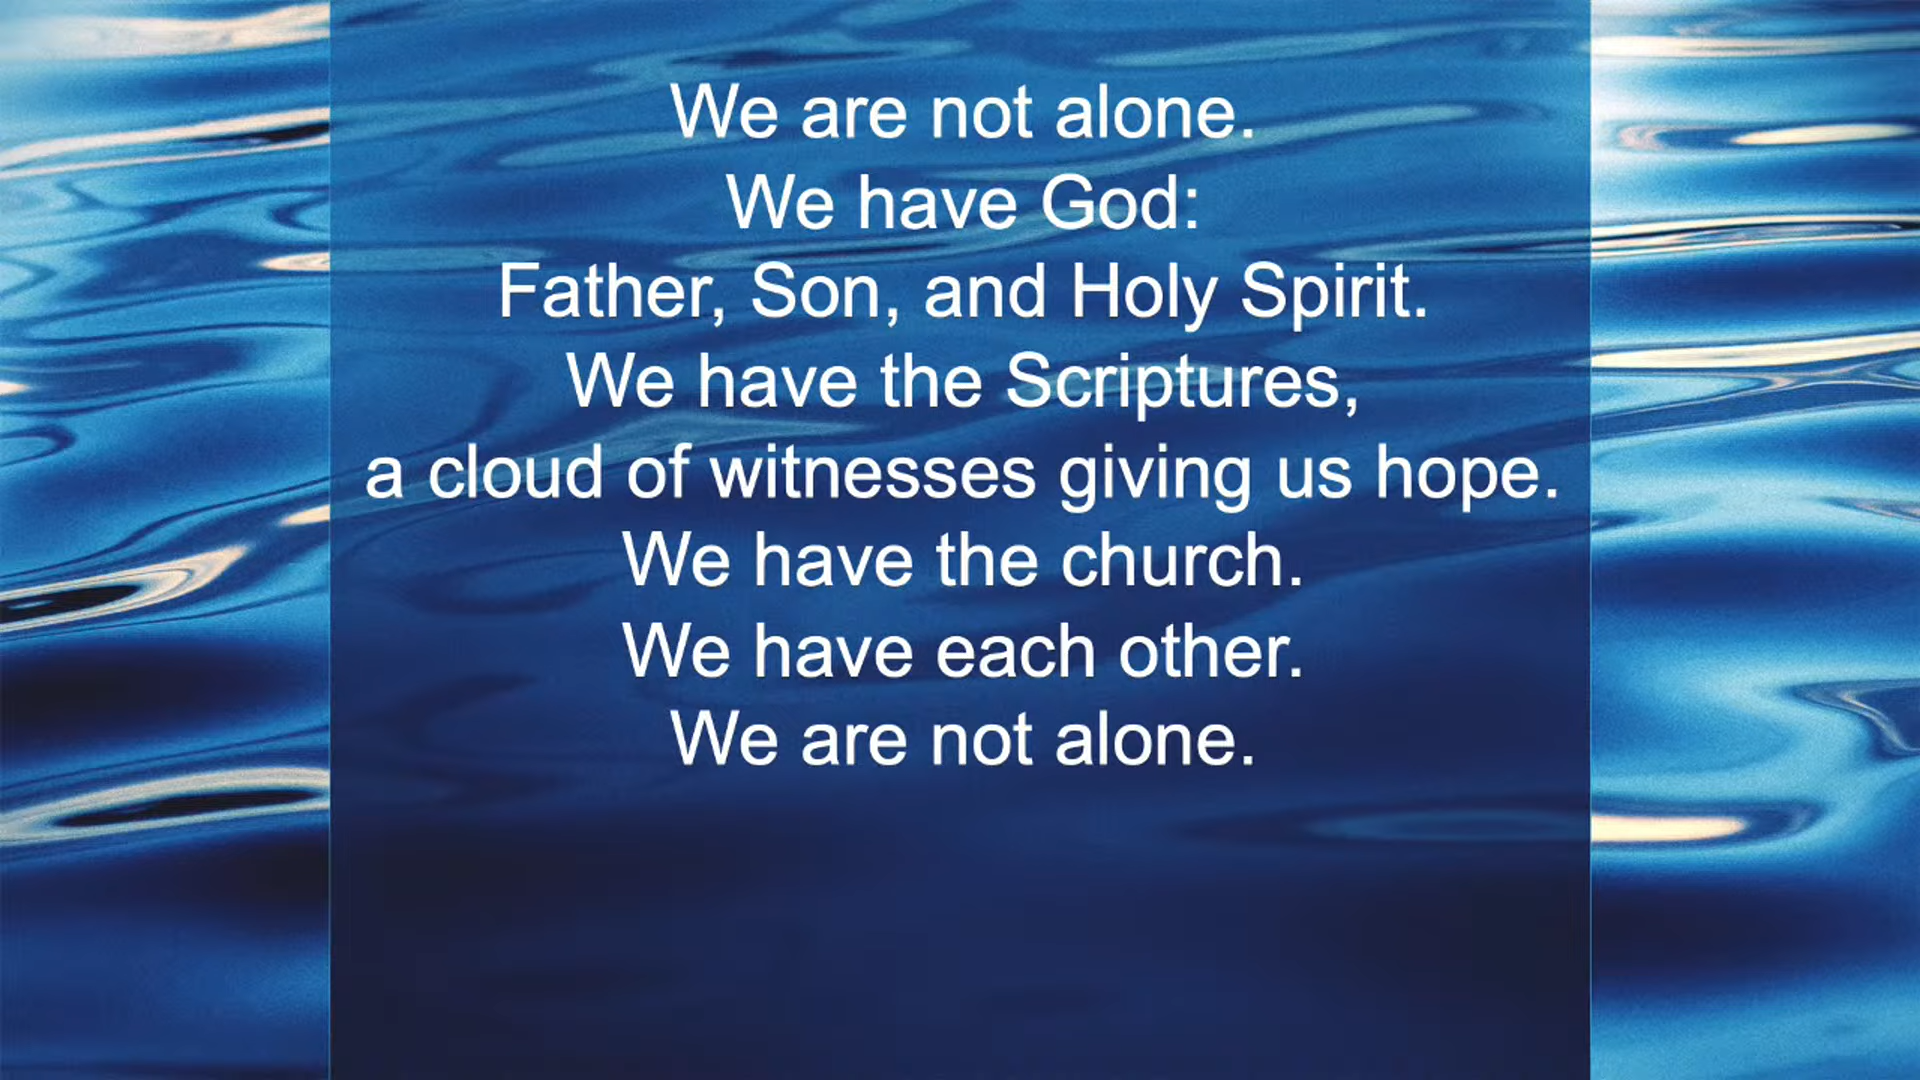 We are not alone.
We have God:
Father, Son, and Holy Spirit.
We have the Scriptures,
a cloud of witnesses giving us hope.
We have the church.
We have each other.
We are not alone.